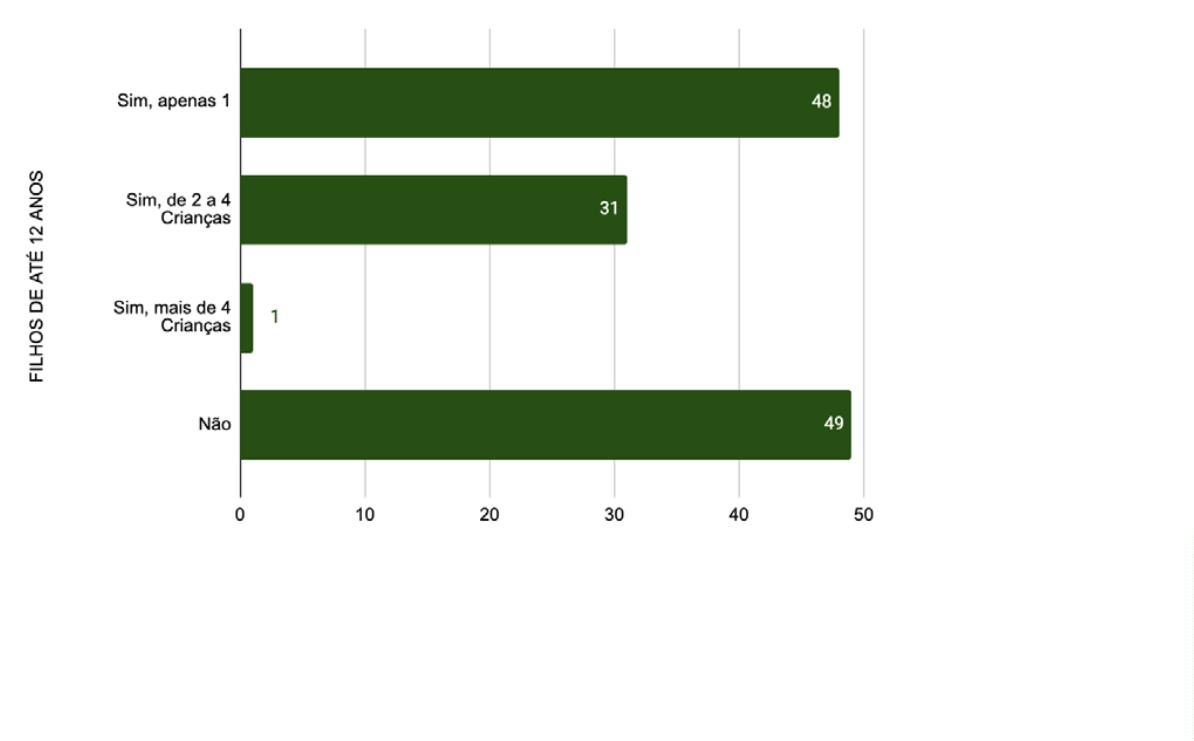 FILHOS DE ATÉ 12 ANOS
Sim, apenas 1
48
Sim, de 2 a 4
Crianças
31
Sim, mais de 4
Crianças
1
Não
49
0 10 20 30 40 50